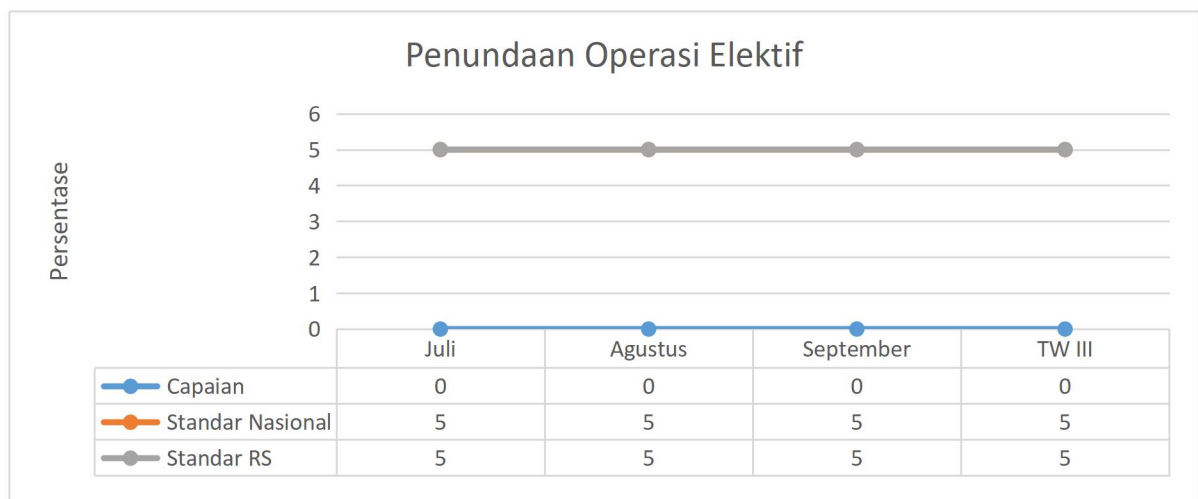 Penundaan Operasi Elektif
Persentase
6
5
4
3
2
1
0
Juli Agustus September TW III
Capaian 0 0 0 0
Standar Nasional 5 5 5 5
Standar RS 5 5 5 5